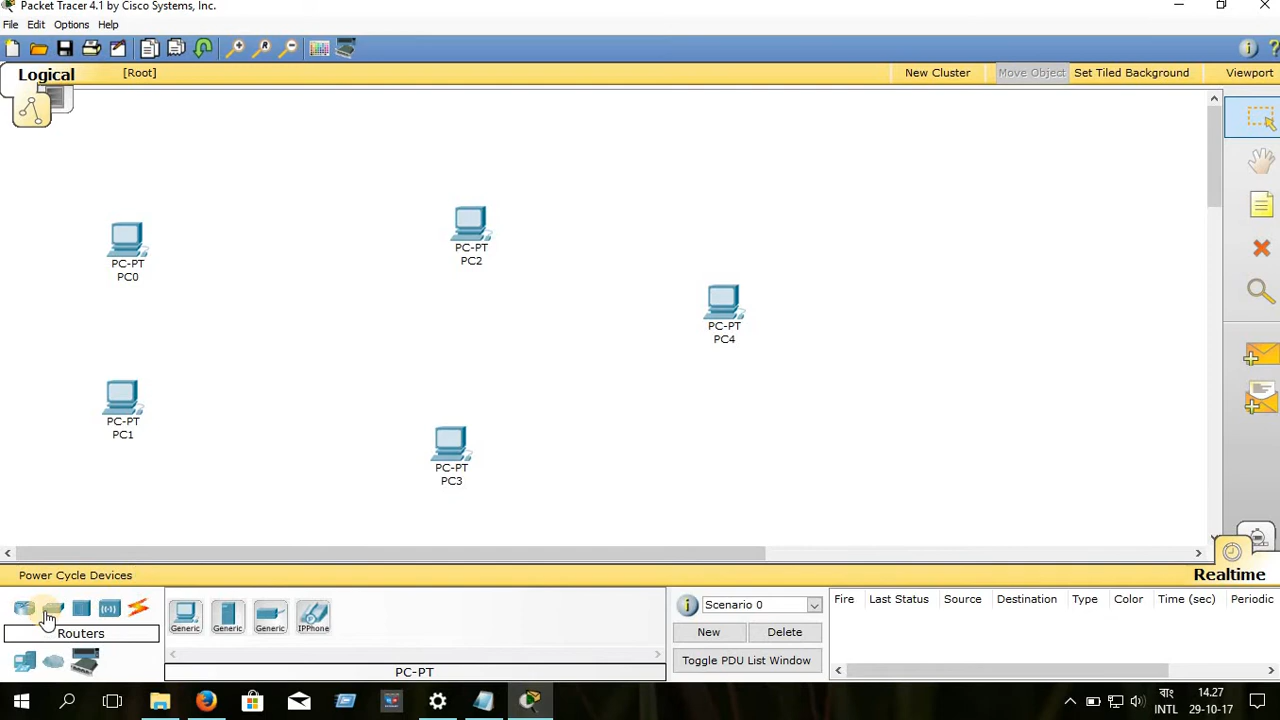 Packet Tracer 4.1 by Cisco Systems, Inc.
File Edit Options Help
Logical [Root] New Cluster Move Object Set Tiled Background Viewport
PC-PT
PC0
PC-PT
PC2
PC-PT
PC4
PC-PT
PC1
PC-PT
PC3
Power Cycle Devices Realtime
Routers
Generic Generic Generic IPPhone
PC-PT
Scenario 0
New Delete
Toggle PDU List Window
Fire Last Status Source Destination Type Color Time (sec) Periodic
বাং 14.27
INTL 29-10-17